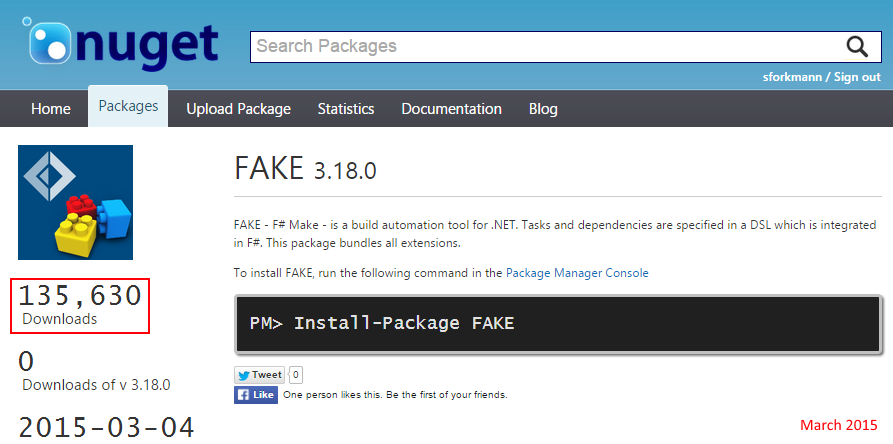 nuget
Search Packages
sforkmann / Sign out
Home Packages Upload Package Statistics Documentation Blog
FAKE 3.18.0
FAKE - F# Make - is a build automation tool for .NET. Tasks and dependencies are specified in a DSL which is integrated
in F#. This package bundles all extensions.
To install FAKE, run the following command in the Package Manager Console
135,630
Downloads
PM> Install-Package FAKE
0
Downloads of v 3.18.0
Tweet 0
f Like One person likes this. Be the first of your friends.
2015-03-04
March 2015